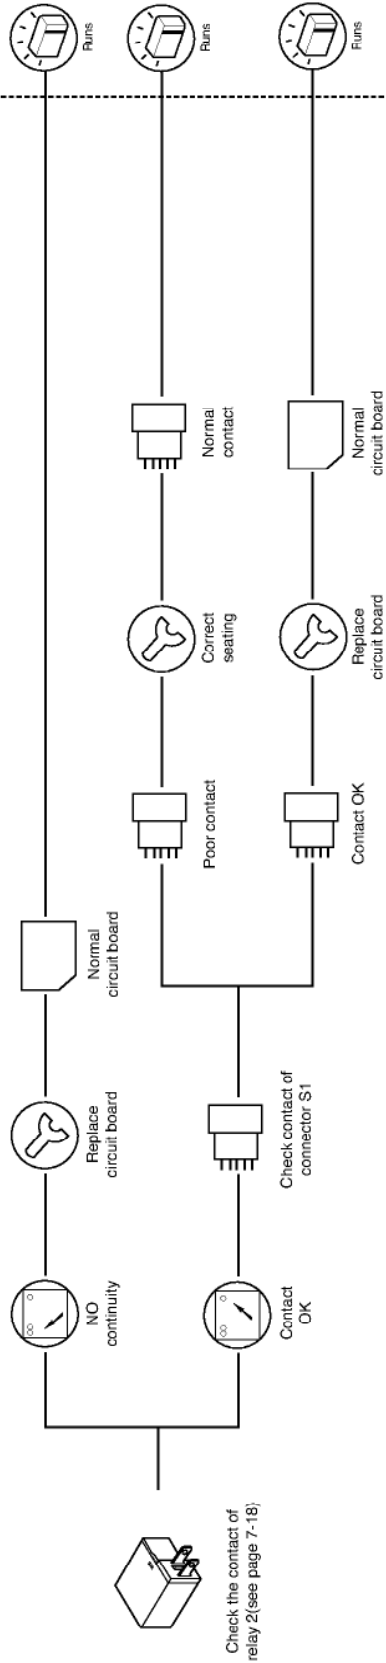 Check the contact of
relay 2(see page 7-18)
NO
continuity
Replace
circuit board
Normal
circuit board
Runs
Contact
OK
Check contact of
connector S1
Poor contact
Correct
seating
Normal
contact
Runs
Contact OK
Replace
circuit board
Normal
circuit board
Runs